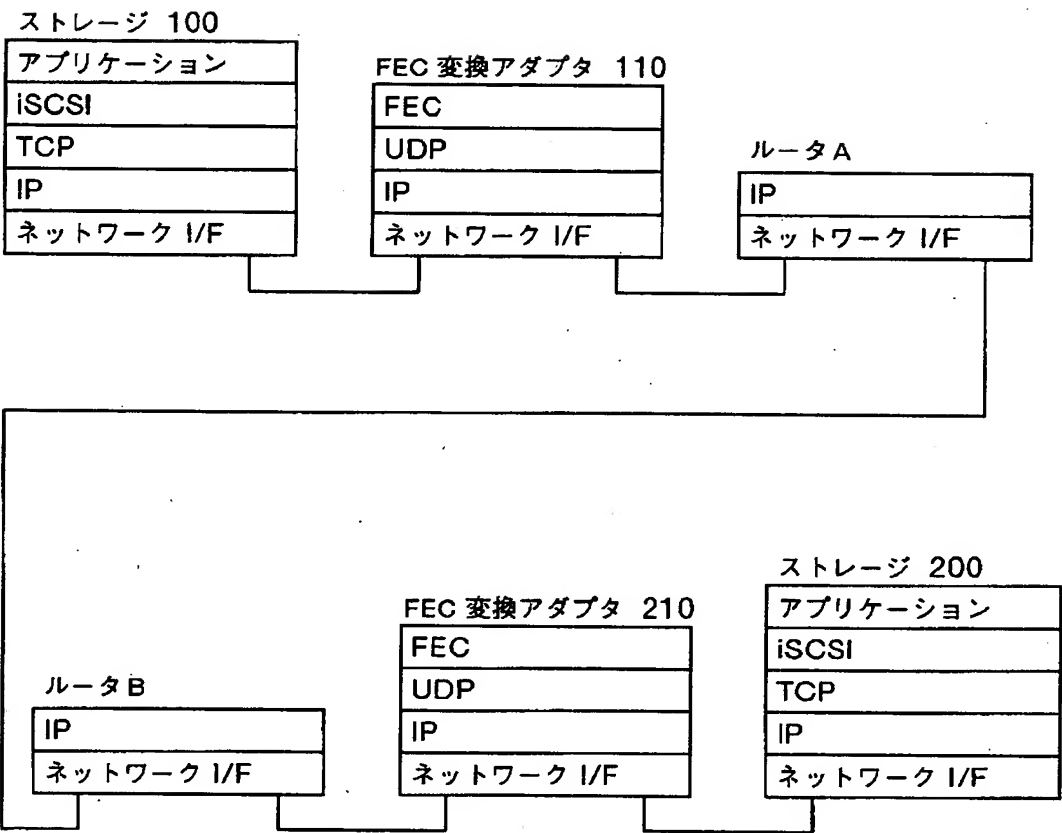 ストレージ 100
アプリケーション
iSCSI
TCP
IP
ネットワーク I/F
FEC 変換アダプタ 110
FEC
UDP
IP
ネットワーク I/F
ルータA
IP
ネットワーク I/F
ルータB
IP
ネットワーク I/F
FEC 変換アダプタ 210
FEC
UDP
IP
ネットワーク I/F
ストレージ 200
アプリケーション
iSCSI
TCP
IP
ネットワーク I/F